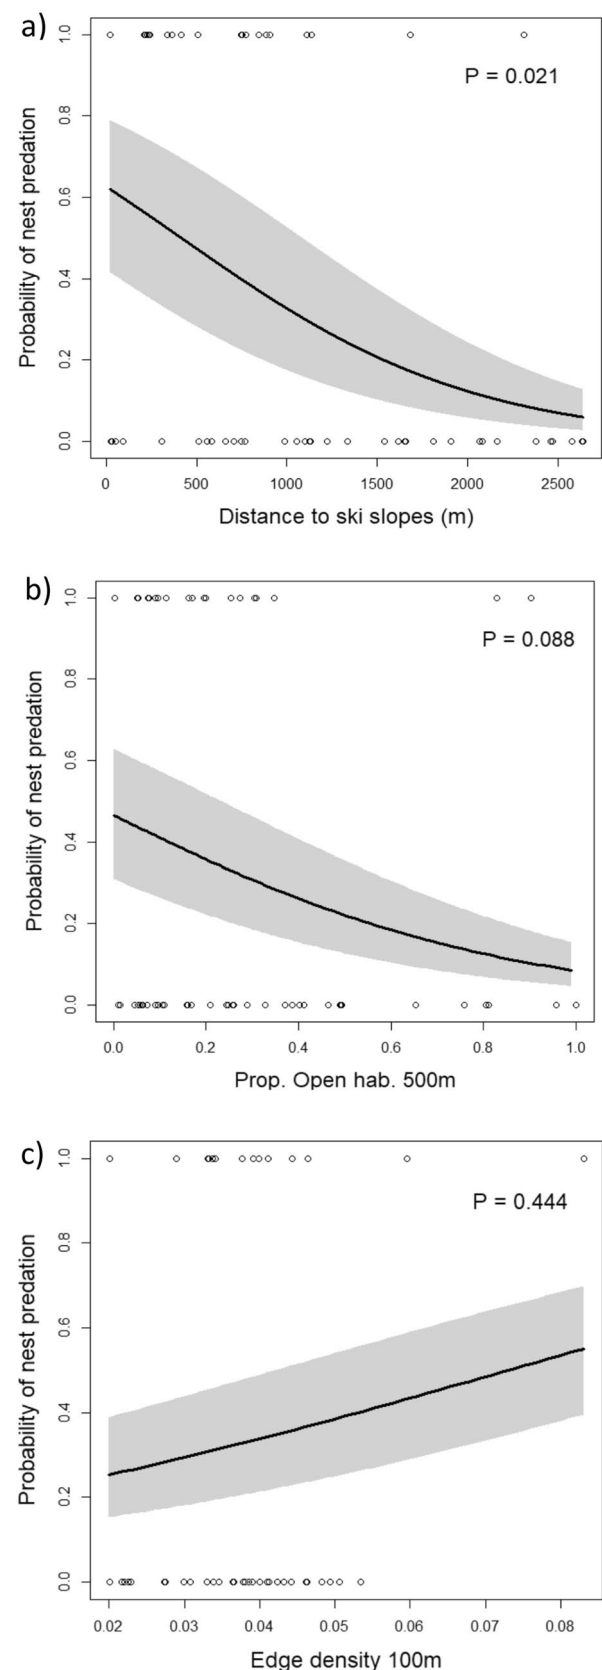 a)
P = 0.021
Probability of nest predation
0.0 0.2 0.4 0.6 0.8 1.0
0 500 1000 1500 2000 2500
Distance to ski slopes (m)
b)
P = 0.088
Probability of nest predation
0.0 0.2 0.4 0.6 0.8 1.0
0.0 0.2 0.4 0.6 0.8 1.0
Prop. Open hab. 500m
c)
P = 0.444
Probability of nest predation
0.0 0.2 0.4 0.6 0.8 1.0
0.02 0.03 0.04 0.05 0.06 0.07 0.08
Edge density 100m